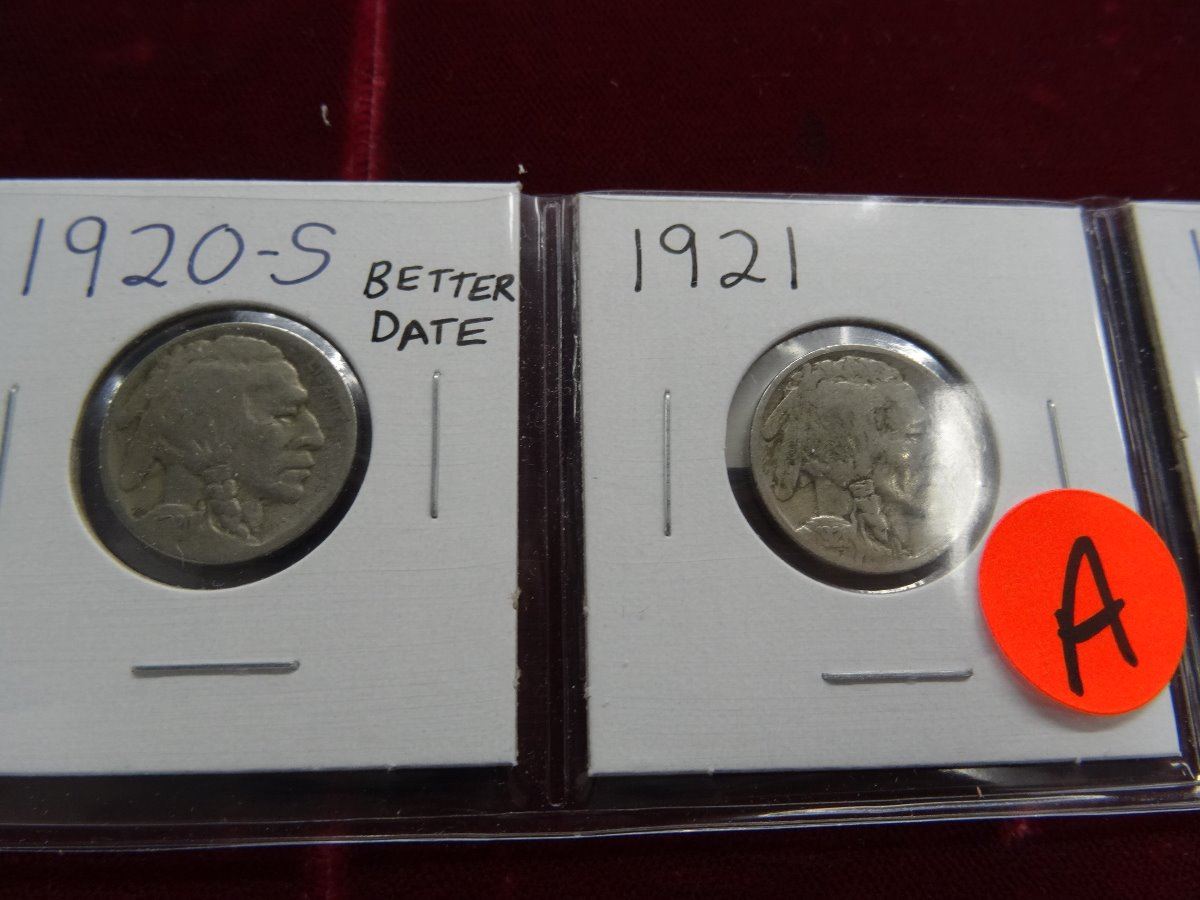 1920-S
BETTER
DATE
1921
A